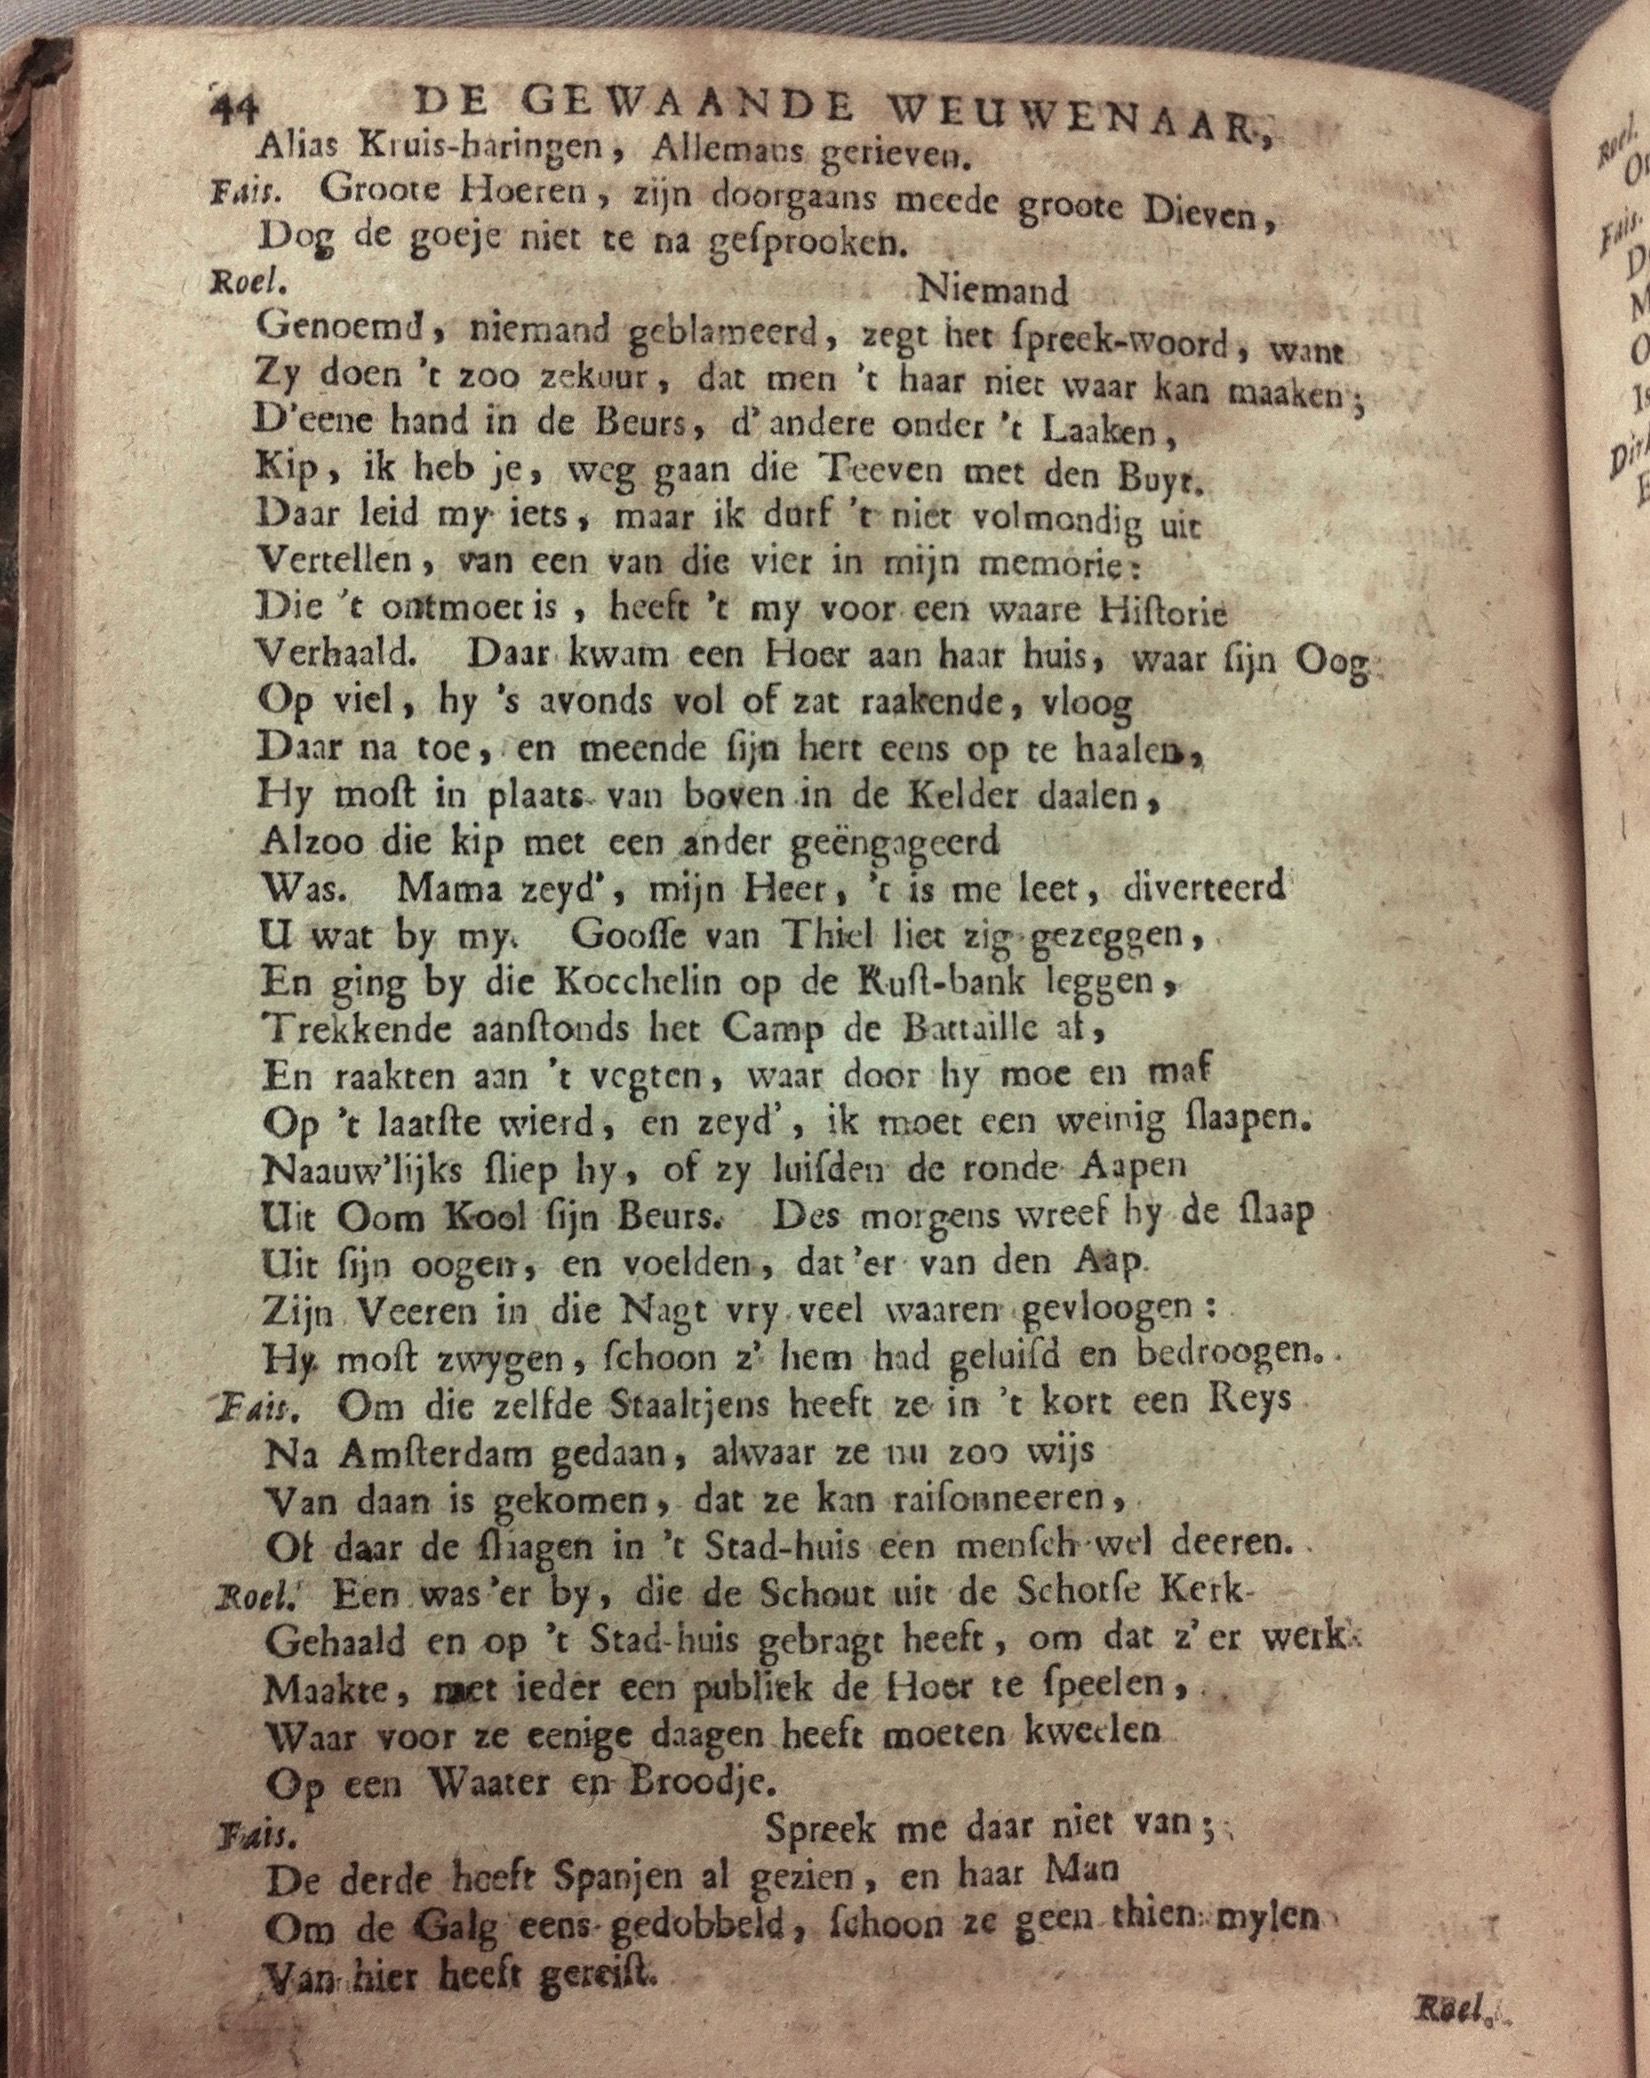 44 DE GEWAANDE WEUWENAAR,
Alias Kruis-haringen, Allemans gerieven.
Fais. Groote Hoeren, zijn doorgaans meede groote Dieven,
Dog de goeje niet te na geſprooken.
Roel. Niemand
Genoemd, niemand geblameerd, zegt het ſpreek-woord, want
Zy doen 't zoo zekuur, dat men 't haar niet waar kan maaken;
D'eene hand in de Beurs, d'andere onder 't Laaken,
Kip, ik heb je, weg gaan die Teeven met den Buyt.
Daar leid my iets, maar ik durf 't niet volmondig uit
Vertellen, van een van die vier in mijn memorie:
Die 't ontmoet is, heeft 't my voor een waare Hiſtorie
Verhaald. Daar kwam een Hoer aan haar huis, waar ſijn Oog
Op viel, hy 's avonds vol of zat raakende, vloog
Daar na toe, en meende ſijn hert eens op te haalen,
Hy moſt in plaats van boven in de Kelder daalen,
Alzoo die kip met een ander geëngageerd
Was. Mama zeyd', mijn Heer, 't is me leet, diverteerd
U wat by my. Gooſſe van Thiel liet zig gezeggen,
En ging by die Kocchelin op de Ruſt-bank leggen,
Trekkende aanſtonds het Camp de Battaille af,
En raakten aan 't vegten, waar door hy moe en maf
Op 't laatſte wierd, en zeyd', ik moet een weinig ſlaapen.
Naauw'lijks ſliep hy, of zy luiſden de ronde Aapen
Uit Oom Kool ſijn Beurs. Des morgens wreef hy de ſlaap
Uit ſijn oogen, en voelden, dat'er van den Aap
Zijn Veeren in die Nagt vry veel waaren gevloogen:
Hy moſt zwygen, ſchoon z' hem had geluiſd en bedroogen.
Fais. Om die zelfde Staaltjens heeft ze in 't kort een Reys
Na Amſterdam gedaan, alwaar ze nu zoo wijs
Van daan is gekomen, dat ze kan raiſonneeren,
Of daar de ſlaagen in 't Stad-huis een menſch wel deeren.
Roel. Een was'er by, die de Schout uit de Schotſe Kerk
Gehaald en op 't Stad-huis gebragt heeft, om dat z'er werk
Maakte, met ieder een publiek de Hoer te ſpeelen,
Waar voor ze eenige daagen heeft moeten kweelen
Op een Waater en Broodje.
Fais. Spreek me daar niet van;
De derde heeft Spanjen al gezien, en haar Man
Om de Galg eens gedobbeld, ſchoon ze geen thien mylen
Van hier heeft gereiſt.
Roel.